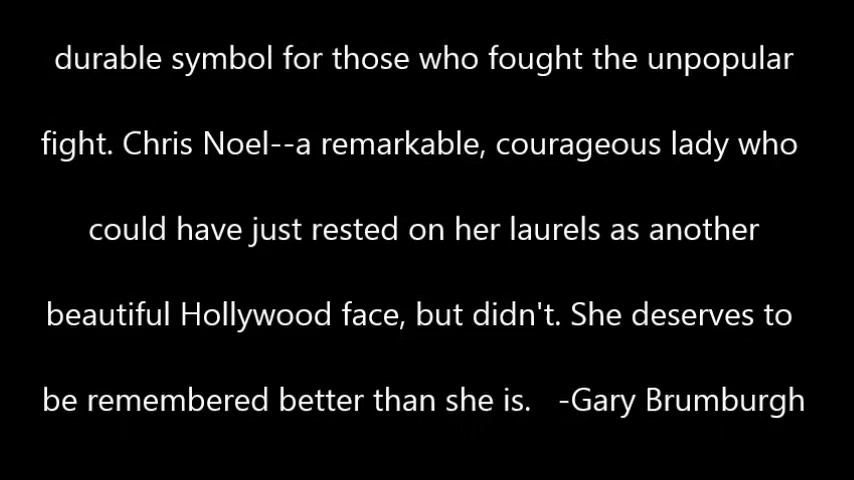 durable symbol for those who fought the unpopular
fight. Chris Noel--a remarkable, courageous lady who
could have just rested on her laurels as another
beautiful Hollywood face, but didn't. She deserves to
be remembered better than she is.   -Gary Brumburgh